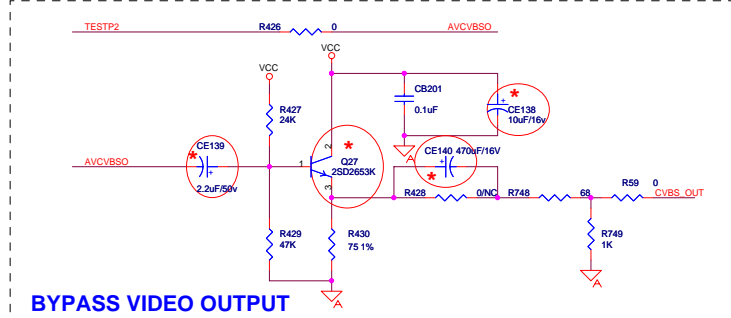 TESTP2 R426 0 AVCVBSO
VCC
VCC
CB201
0.1uF
*
CE138
10uF/16v
R427
24K
A
CE139
*
AVCVBSO
2.2uF/50v
+
1
2
3
*
Q27
2SD2653K
CE140 470uF/16V
+
*
R428 0/NC R748 68 R59 0
CVBS_OUT
R429
47K
R430
75 1%
R749
1K
A
A
BYPASS VIDEO OUTPUT